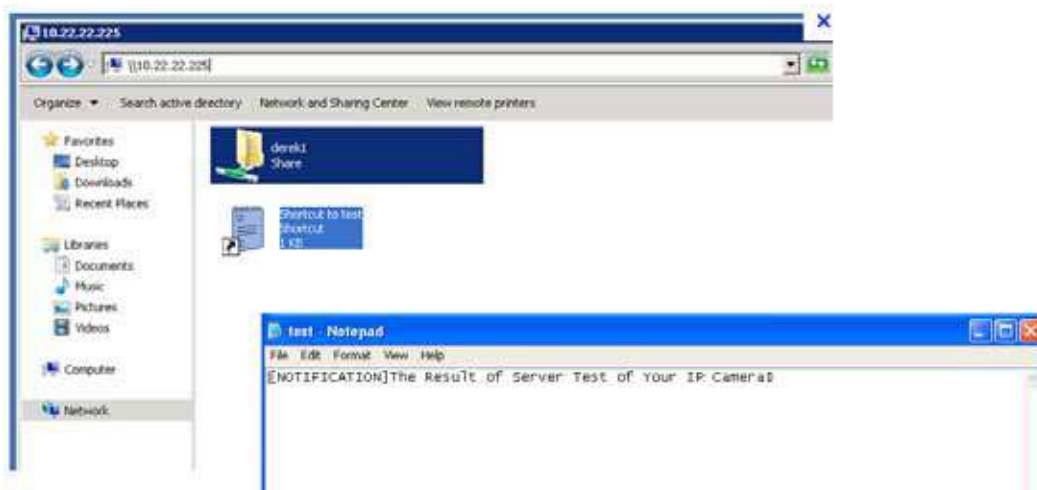 10.22.22.225
\\10.22.22.225
Organize Search active directory Network and Sharing Center View remote printers
Favorites
Desktop
Downloads
Recent Places
Libraries
Documents
Music
Pictures
Videos
Computer
Network
derek1
Share
Shortcut to test
Shortcut
1 KB
test - Notepad
File Edit Format View Help
[NOTIFICATION]The Result of Server Test of Your IP Camera